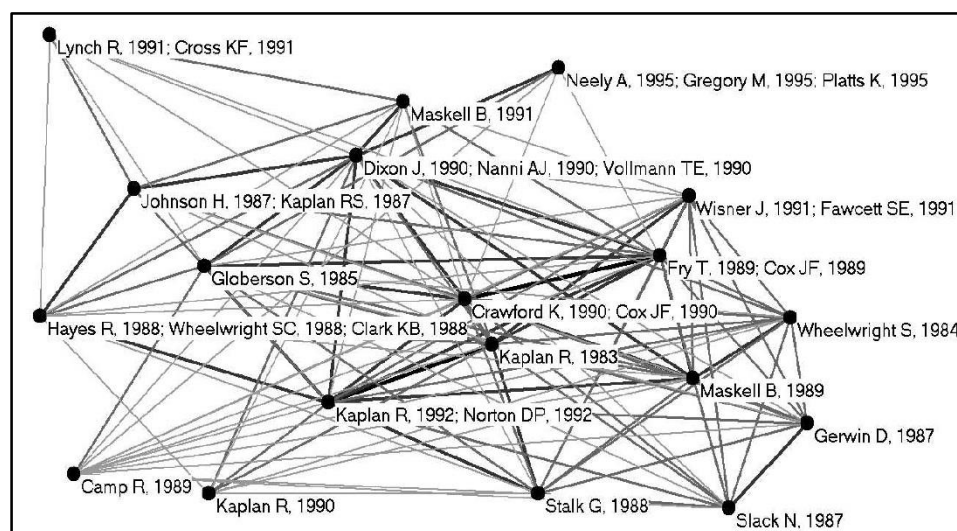 Lynch R, 1991; Cross KF, 1991
Neely A, 1995; Gregory M, 1995; Platts K, 1995
Maskell B, 1991
Dixon J, 1990; Nanni AJ, 1990; Vollmann TE, 1990
Johnson H, 1987; Kaplan RS, 1987
Wisner J, 1991; Fawcett SE, 1991
Globerson S, 1985
Fry T, 1989; Cox JF, 1989
Crawford K, 1990; Cox JF, 1990
Hayes R, 1988; Wheelwright SC, 1988; Clark KB, 1988
Wheelwright S, 1984
Kaplan R, 1983
Maskell B, 1989
Kaplan R, 1992; Norton DP, 1992
Gerwin D, 1987
Camp R, 1989
Kaplan R, 1990
Stalk G, 1988
Slack N, 1987